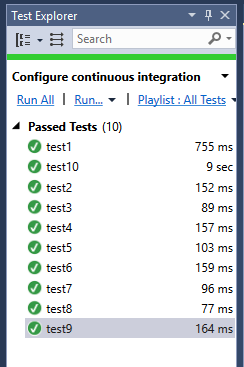 Test Explorer
Search
Configure continuous integration
Run All | Run... | Playlist : All Tests
Passed Tests (10)
test1 755 ms
test10 9 sec
test2 152 ms
test3 89 ms
test4 157 ms
test5 103 ms
test6 159 ms
test7 96 ms
test8 77 ms
test9 164 ms